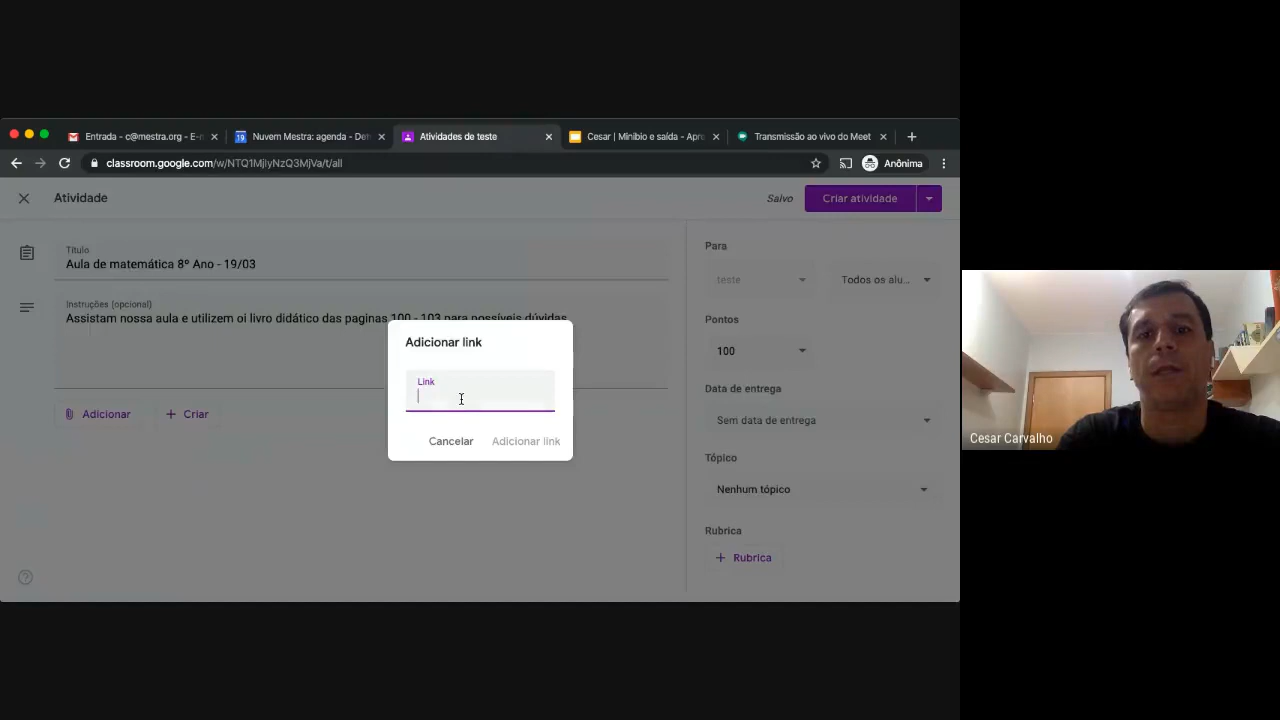 Entrada - c@mestra.org - E-
Nuvem Mestra: agenda - Det
Atividades de teste
Cesar | Minibio e saída - Apre
Transmissão ao vivo do Meet
classroom.google.com/w/NTQ1MjIyNzQ3MjVa/t/all
Anônima
Atividade
Salvo
Criar atividade
Título
Aula de matemática 8º Ano - 19/03
Instruções (opcional)
Assistam nossa aula e utilizem oi livro didático das paginas 100 - 103 para possíveis dúvidas
Adicionar
Criar
Adicionar link
Link
Cancelar
Adicionar link
Para
teste
Todos os alu...
Pontos
100
Data de entrega
Sem data de entrega
Tópico
Nenhum tópico
Rubrica
Rubrica
Cesar Carvalho